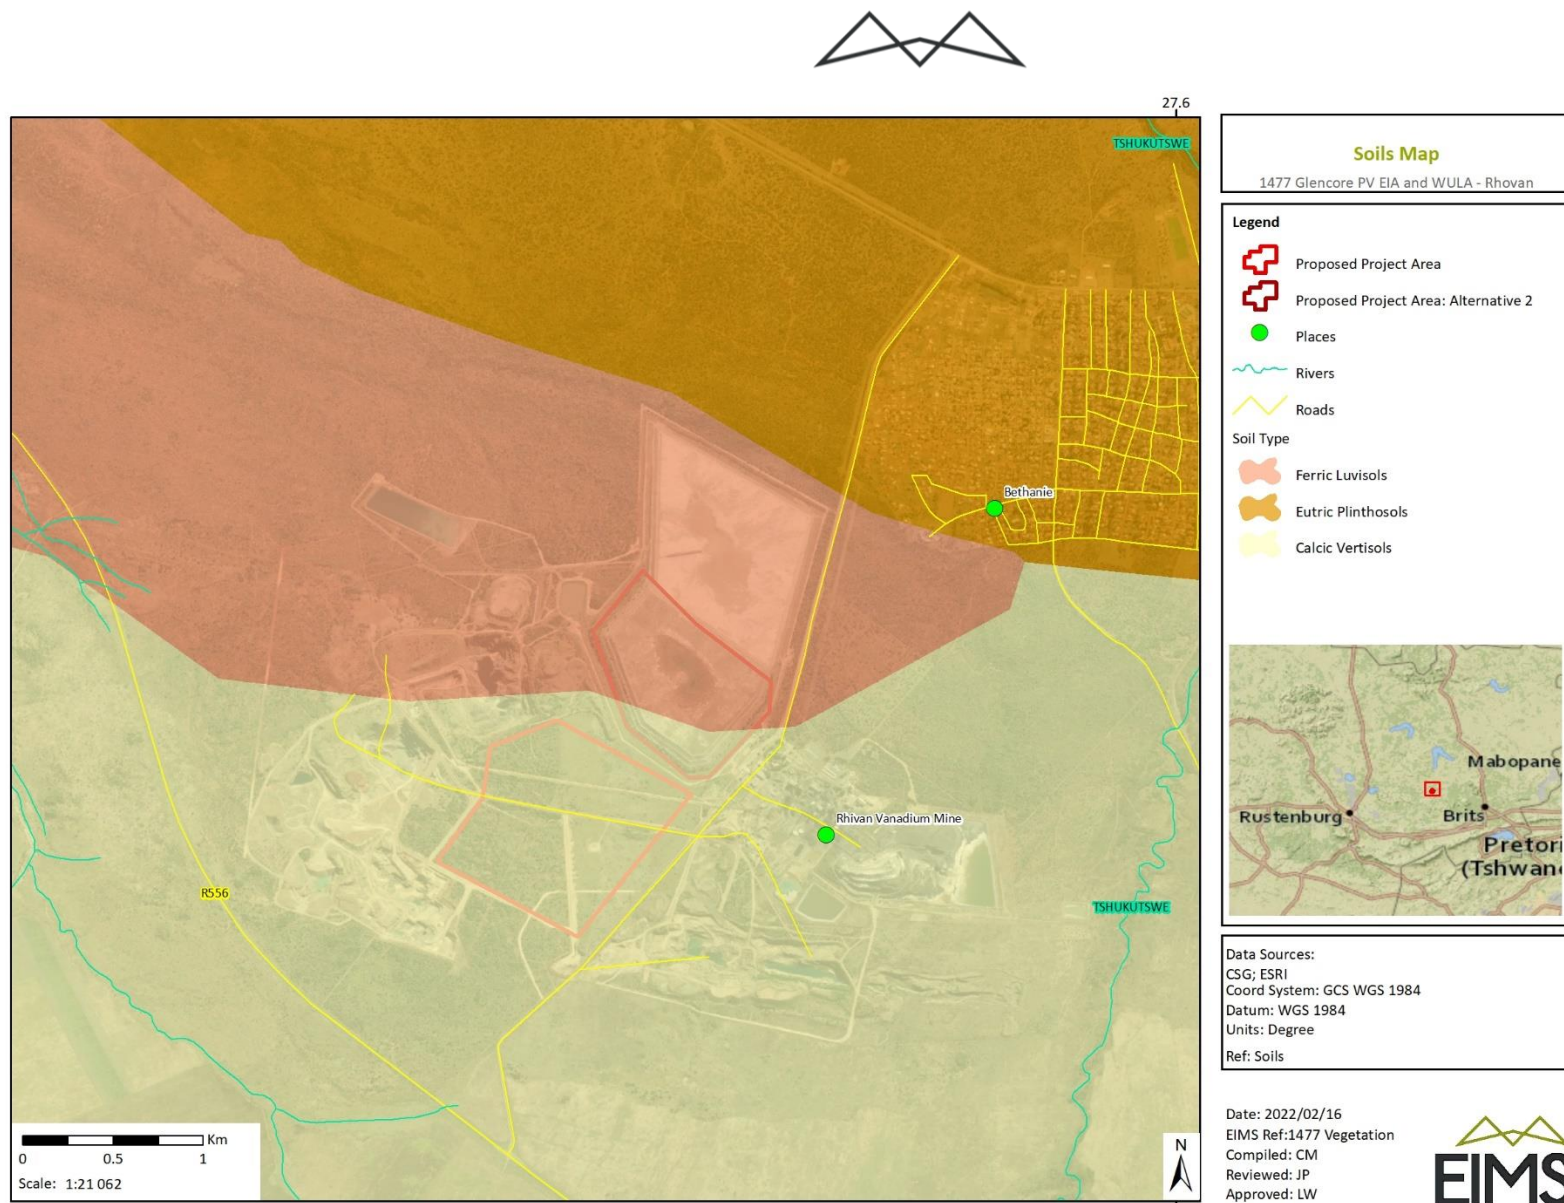 27.6
TSHUKUTSWE
Bethanie
Rhivan Vanadium Mine
R556
TSHUKUTSWE
Km
0 0.5 1
Scale: 1:21 062
N
Soils Map
1477 Glencore PV EIA and WULA - Rhovan
Legend
Proposed Project Area
Proposed Project Area: Alternative 2
Places
Rivers
Roads
Soil Type
Ferric Luvisols
Eutric Plinthosols
Calcic Vertisols
Mabopane
Rustenburg
Brits
Pretori
(Tshwan
Data Sources:
CSG; ESRI
Coord System: GCS WGS 1984
Datum: WGS 1984
Units: Degree
Ref: Soils
Date: 2022/02/16
EIMS Ref:1477 Vegetation
Compiled: CM
Reviewed: JP
Approved: LW
EIMS